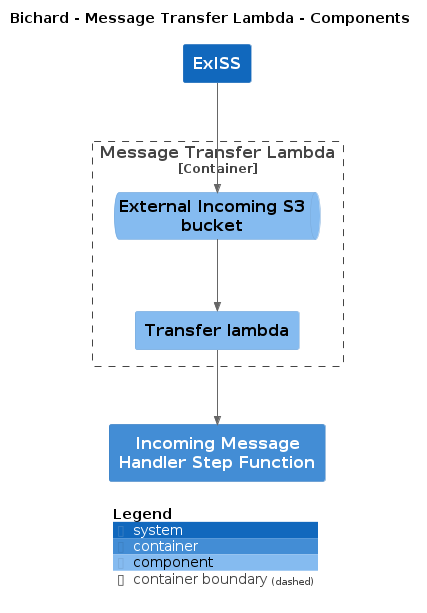 Bichard - Message Transfer Lambda - Components
ExISS
Message Transfer Lambda
[Container]
External Incoming S3
bucket
Transfer lambda
Incoming Message
Handler Step Function
Legend
system
container
component
container boundary (dashed)